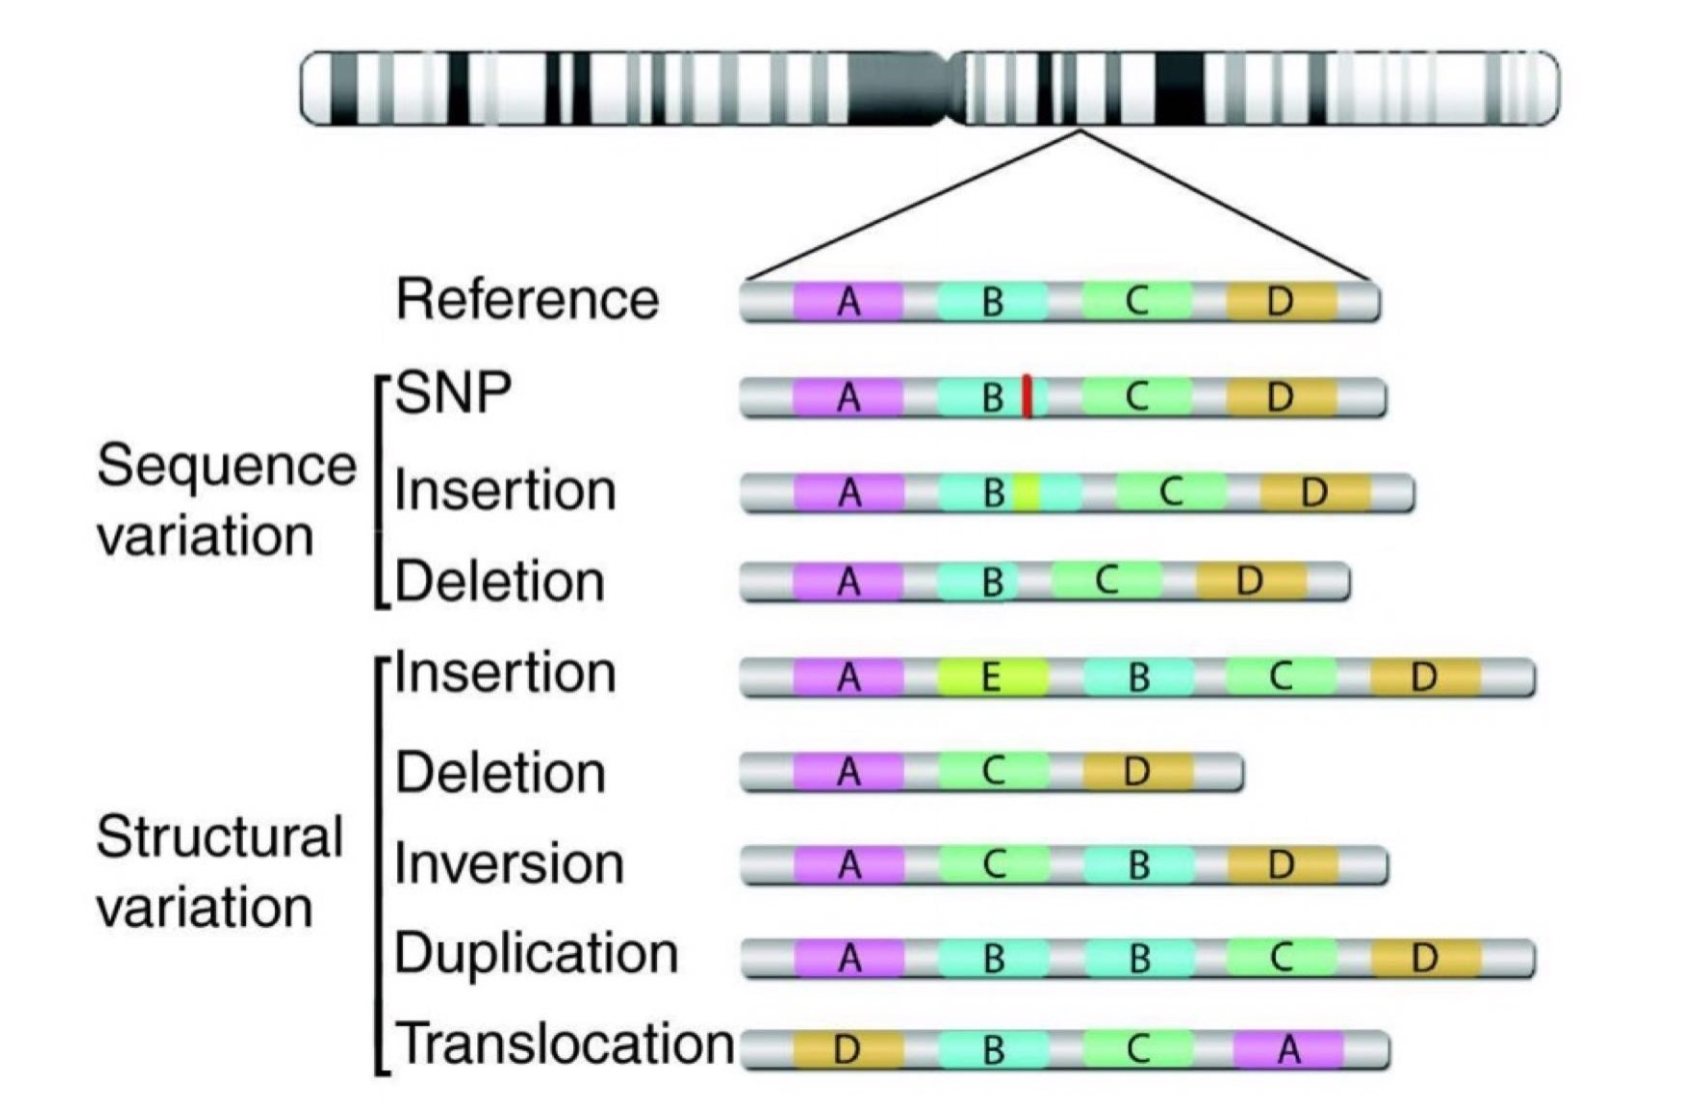 Reference A B C D
SNP A B C D
Sequence
variation
Insertion A B C D
Deletion A B C D
Insertion A E B C D
Deletion A C D
Structural
variation
Inversion A C B D
Duplication A B B C D
Translocation D B C A